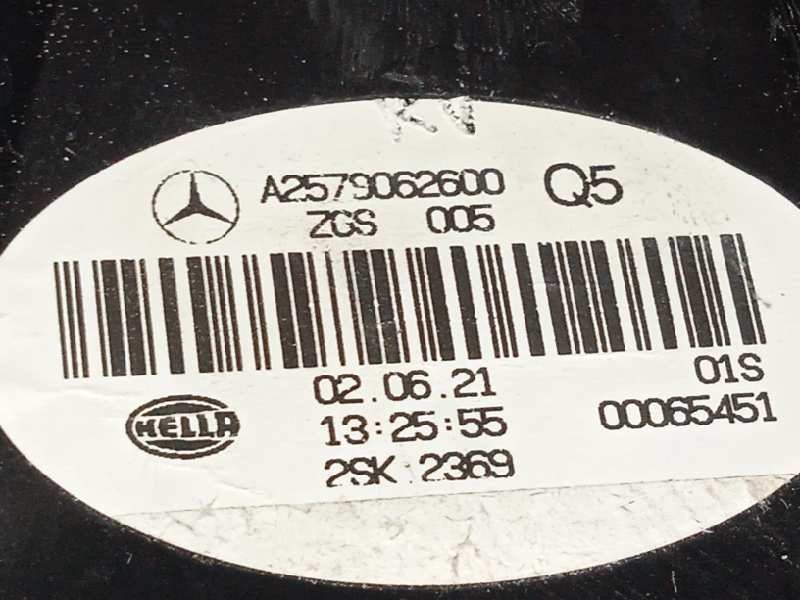 A2579062600 Q5
ZGS 005
02.06.21 01S
HELLA 13:25:55 00065451
2SK.2369